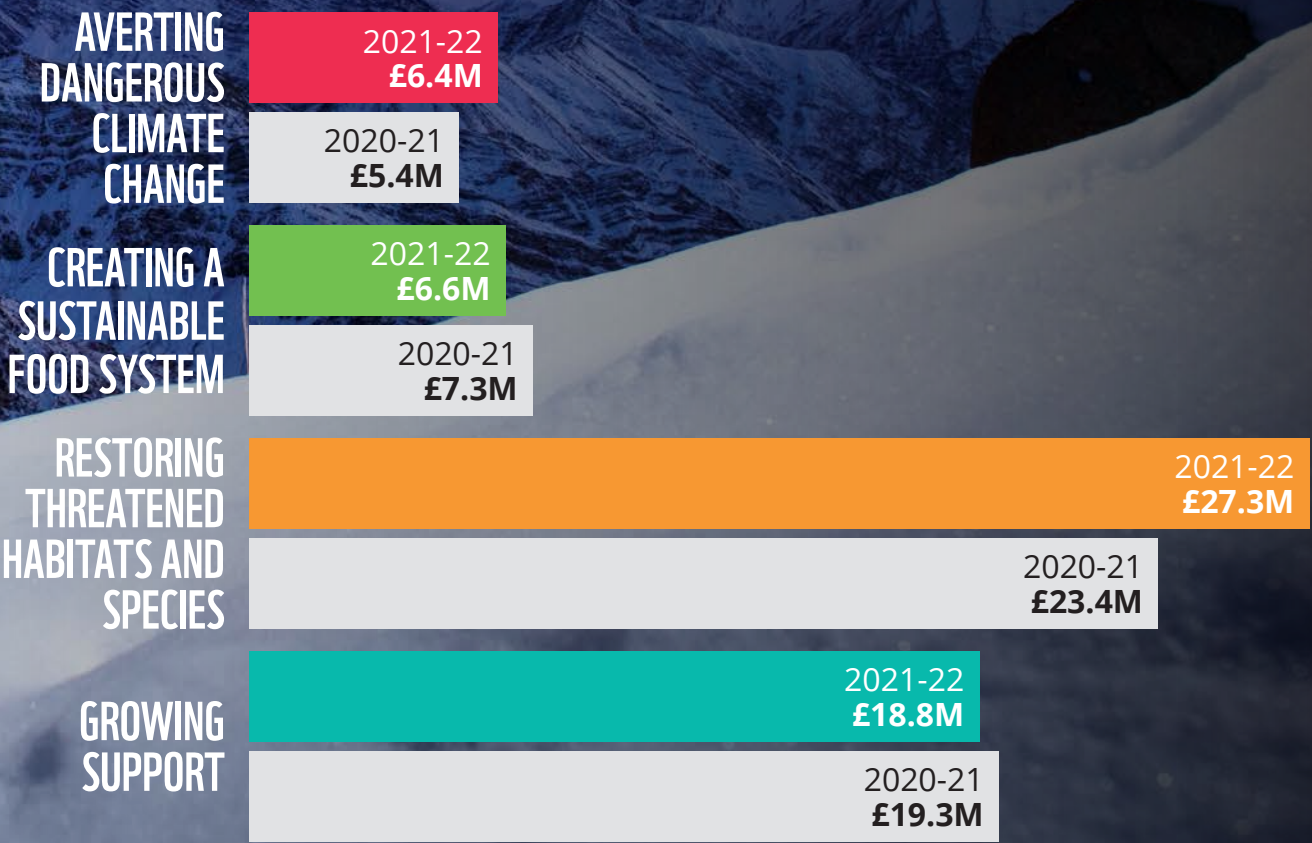 AVERTING
DANGEROUS
CLIMATE
CHANGE
2021-22
£6.4M
2020-21
£5.4M
CREATING A
SUSTAINABLE
FOOD SYSTEM
2021-22
£6.6M
2020-21
£7.3M
RESTORING
THREATENED
HABITATS AND
SPECIES
2021-22
£27.3M
2020-21
£23.4M
GROWING
SUPPORT
2021-22
£18.8M
2020-21
£19.3M